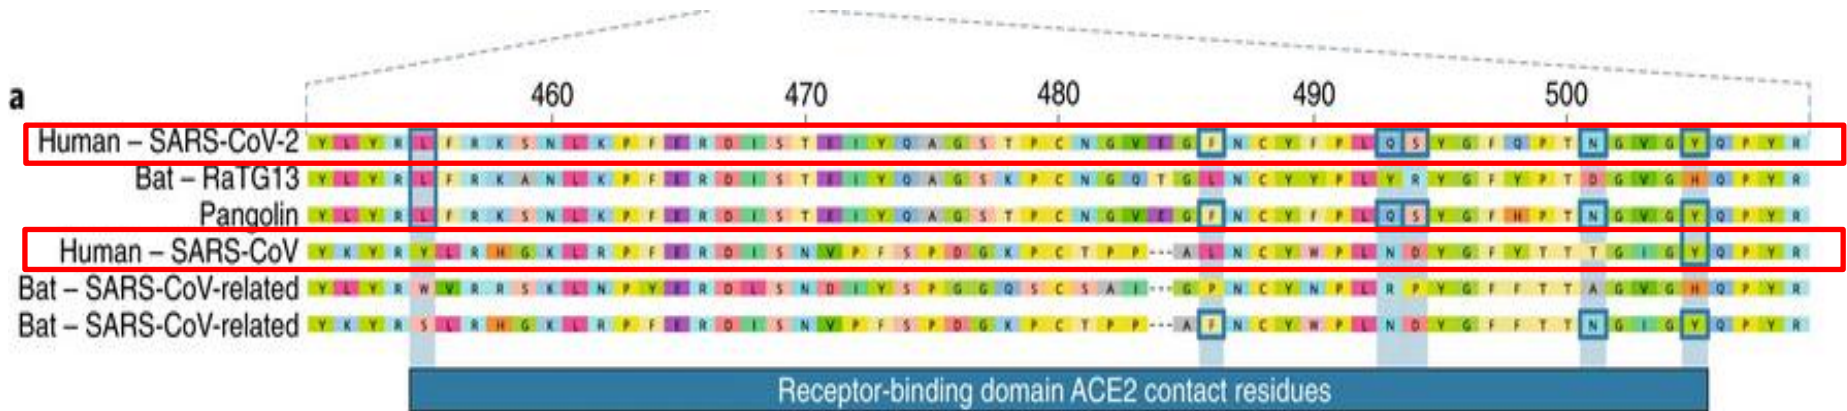 a
460 470 480 490 500
Human – SARS-CoV-2 Y L Y R L F R K S N L K P F E R D I S T E I Y Q A G S T P C N G V E G F N C Y F P L Q S Y G F Q P T N G V G Y Q P Y R
Bat – RaTG13 Y L Y R L F R K A N L K P F E R D I S T E I Y Q A G S K P C N G Q T G L N C Y Y P L Y R Y G F Y P T D G V G H Q P Y R
Pangolin Y L Y R L F R K S N L K P F E R D I S T E I Y Q A G S T P C N G V E G F N C Y F P L Q S Y G F H P T N G V G Y Q P Y R
Human – SARS-CoV Y K Y R Y L R H G K L R P F E R D I S N V P F S P D G K P C T P P --- A L N C Y W P L N D Y G F Y T T T G I G Y Q P Y R
Bat – SARS-CoV-related Y L Y R W V R R S K L N P Y E R D L S N D I Y S P G G Q S C S A I --- G P N C Y N P L R P Y G F F T T A G V G H Q P Y R
Bat – SARS-CoV-related Y K Y R S L R H G K L R P F E R D I S N V P F S P D G K P C T P P --- A F N C Y W P L N D Y G F F T T N G I G Y Q P Y R
Receptor-binding domain ACE2 contact residues